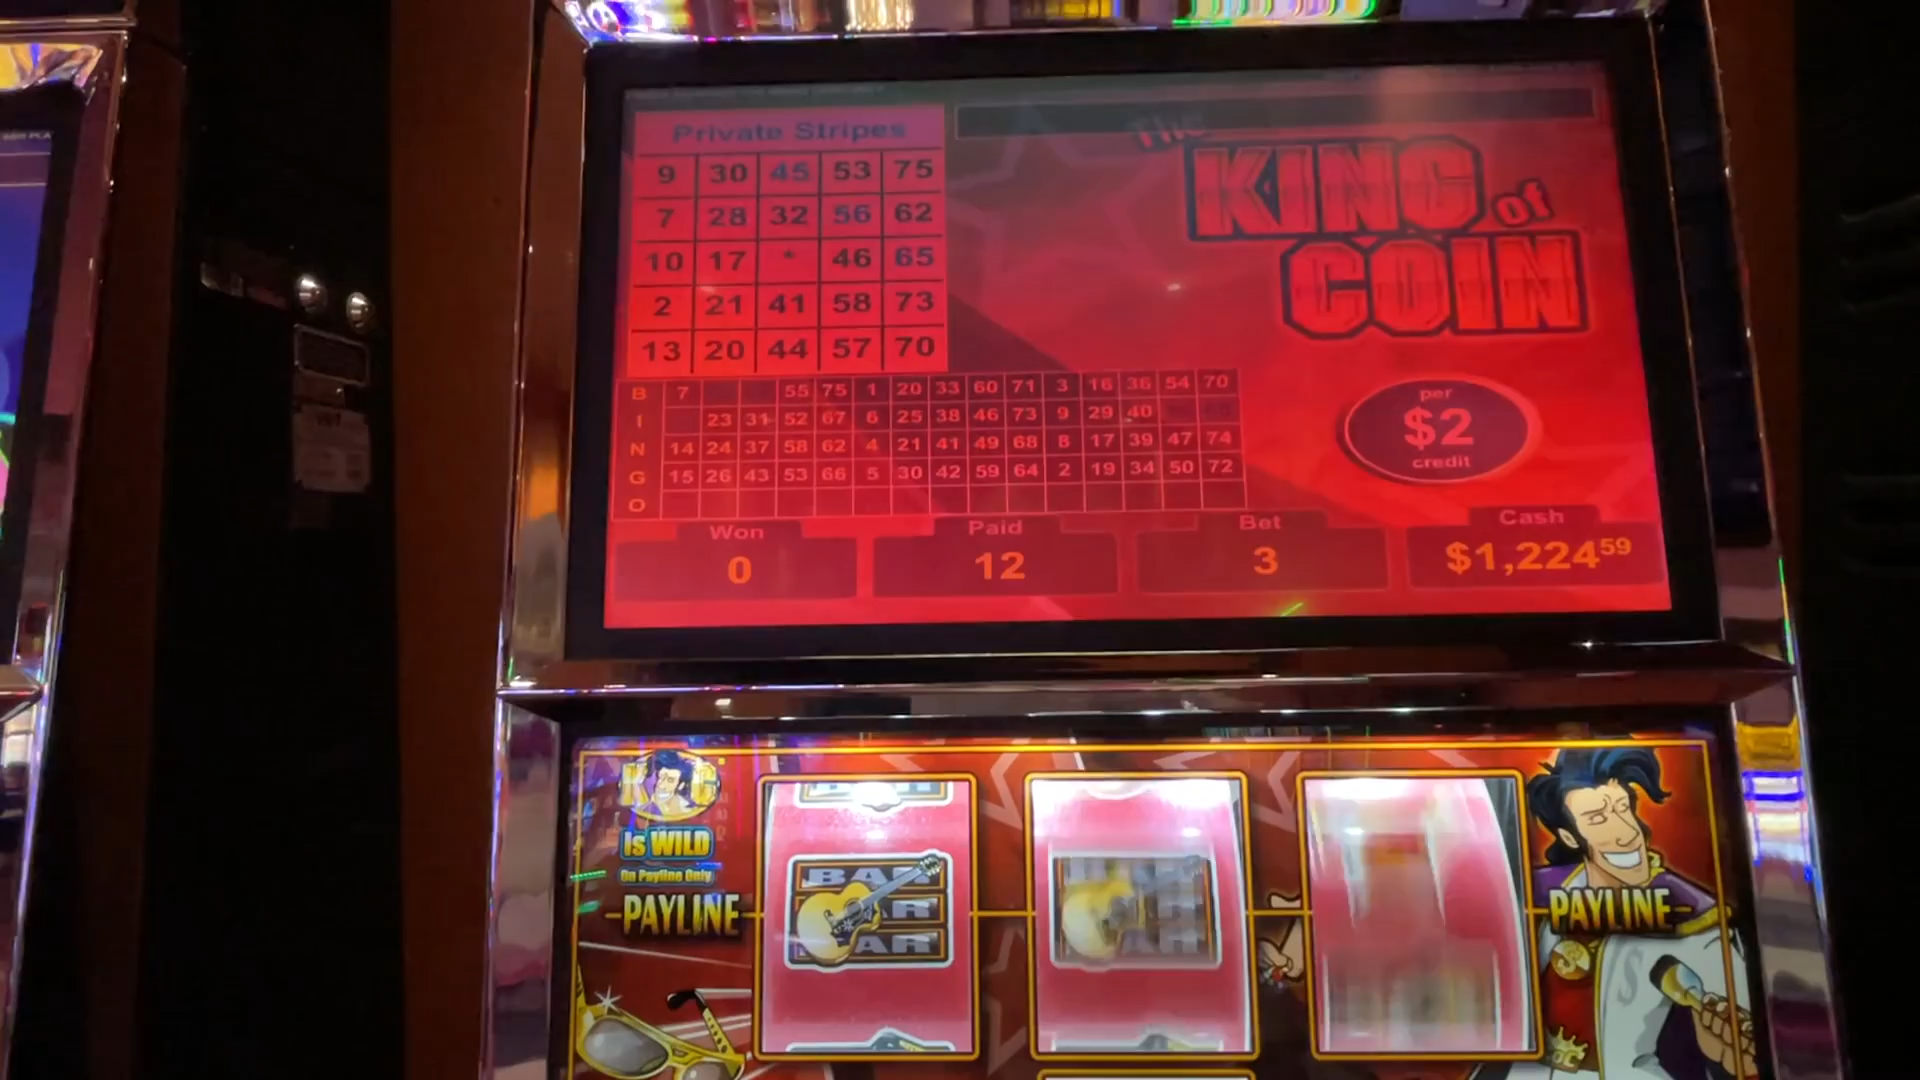 Private Stripes
9 30 45 53 75
7 28 32 56 62
10 17 * 46 65
2 21 41 58 73
13 20 44 57 70
The
KING of
COIN
B 7 55 75 1 20 33 60 71 3 16 36 54 70
I 23 31 52 67 6 25 38 46 73 9 29 40
N 14 24 37 58 62 4 21 41 49 68 8 17 39 47 74
G 15 26 43 53 66 5 30 42 59 64 2 19 34 50 72
O
per
$2
credit
Won Paid Bet Cash
0 12 3 $1,224 59
Is WILD
On Payline Only
PAYLINE
PAYLINE
BAR
BAR
BAR